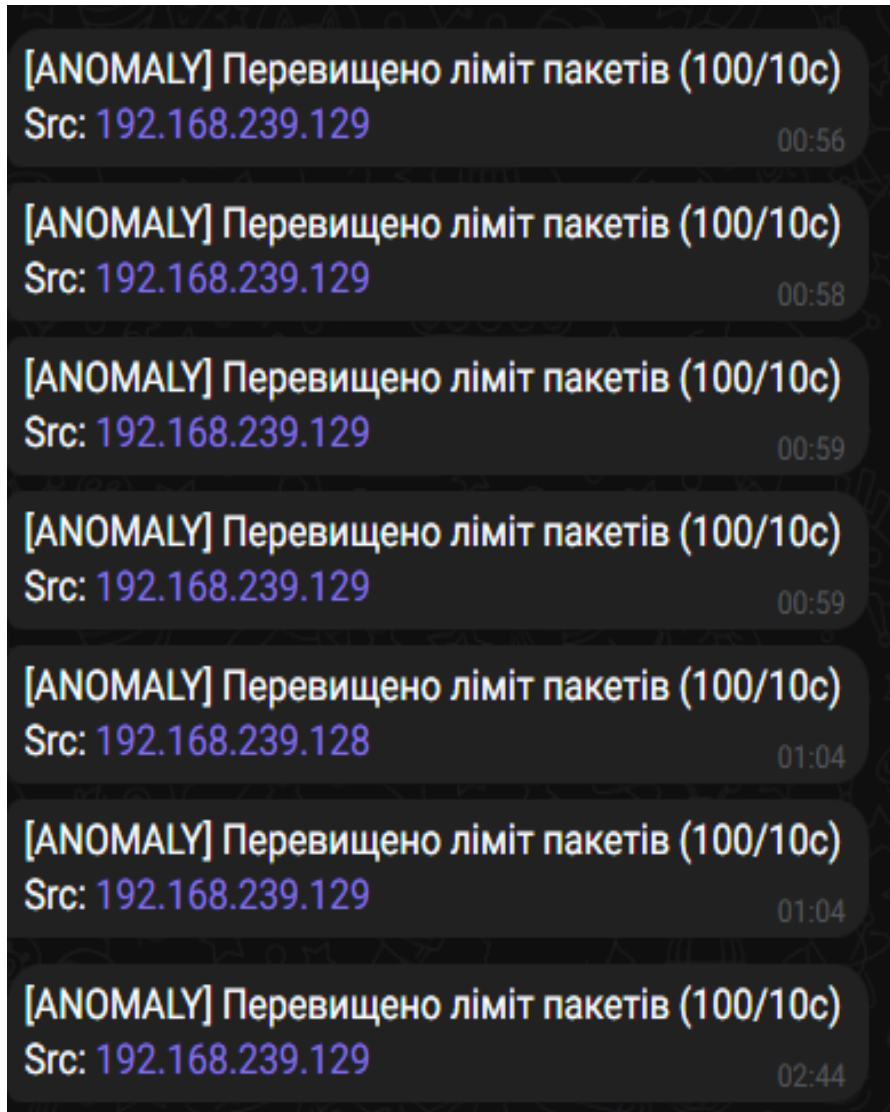 [ANOMALY] Перевищено ліміт пакетів (100/10с)
Src: 192.168.239.129
00:56
[ANOMALY] Перевищено ліміт пакетів (100/10с)
Src: 192.168.239.129
00:58
[ANOMALY] Перевищено ліміт пакетів (100/10с)
Src: 192.168.239.129
00:59
[ANOMALY] Перевищено ліміт пакетів (100/10с)
Src: 192.168.239.129
00:59
[ANOMALY] Перевищено ліміт пакетів (100/10с)
Src: 192.168.239.128
01:04
[ANOMALY] Перевищено ліміт пакетів (100/10с)
Src: 192.168.239.129
01:04
[ANOMALY] Перевищено ліміт пакетів (100/10с)
Src: 192.168.239.129
02:44